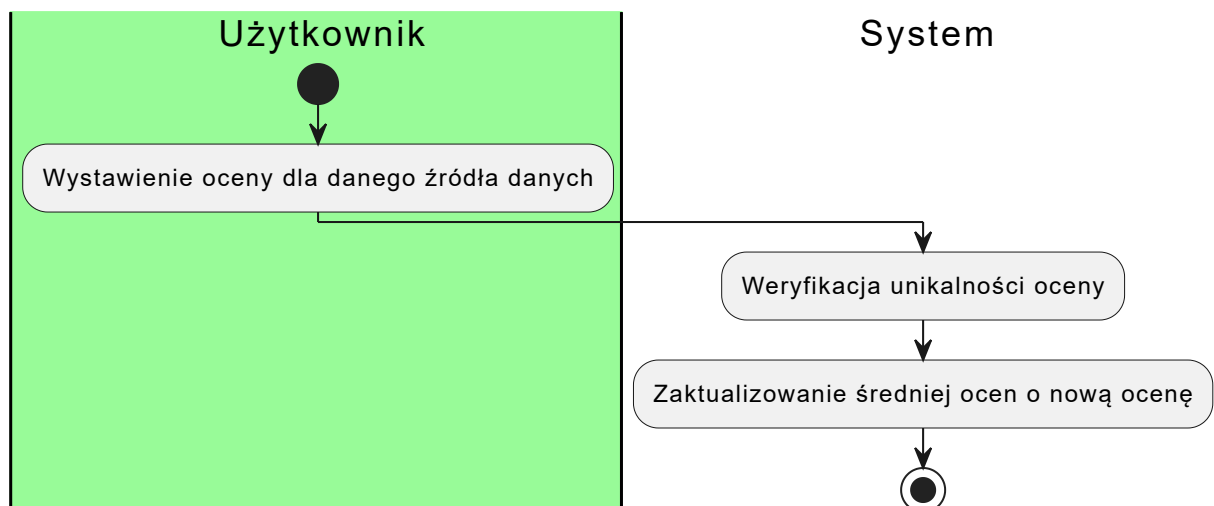 Użytkownik
System
Wystawienie oceny dla danego źródła danych
Weryfikacja unikalności oceny
Zaktualizowanie średniej ocen o nową ocenę